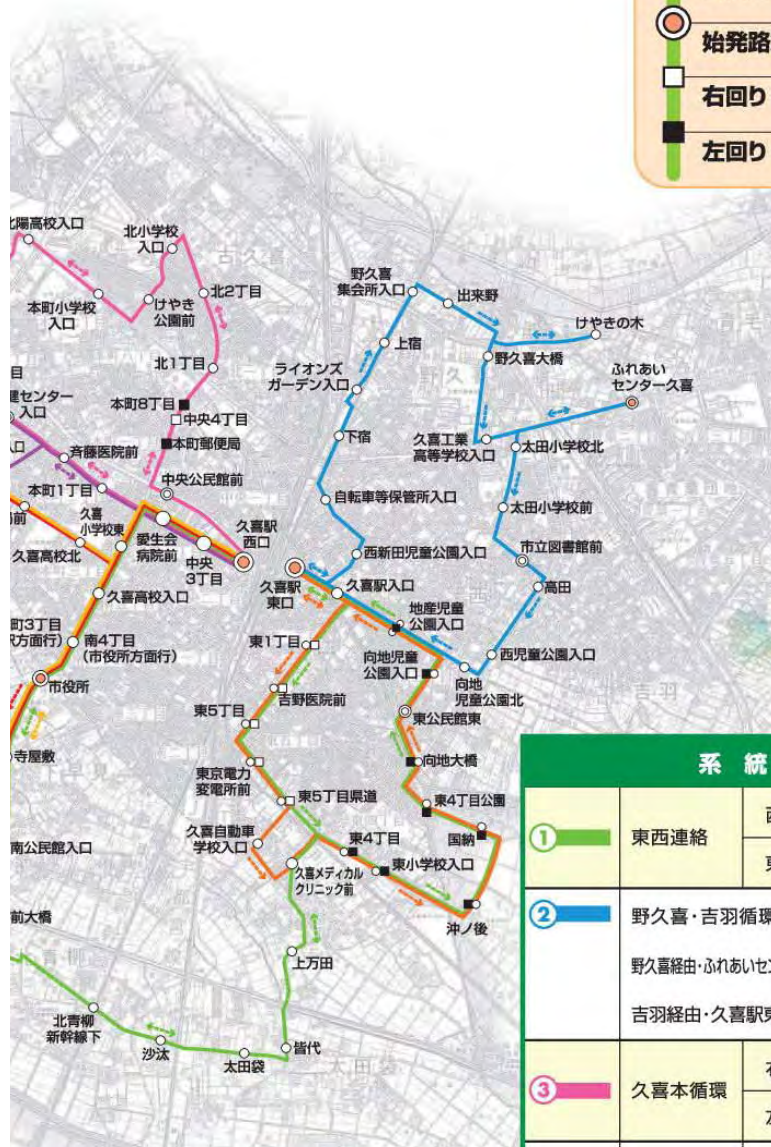 始発路
右回り
左回り
陽高校入口
北小学校
入口
古久喜
本町小学校
入口
けやき
公園前
北2丁目
北1丁目
本町8丁目
中央4丁目
本町郵便局
センター
入口
斉藤医院前
本町1丁目
中央公民館前
久喜
小学校東
久喜高校北
愛生会
病院前
中央
3丁目
久喜駅
西口
久喜高校入口
町3丁目
方面行)
南4丁目
(市役所方面行)
市役所
寺屋敷
南公民館入口
前大橋
野久喜
集会所入口
出来野
けやきの木
上宿
野久喜大橋
ライオンズ
ガーデン入口
ふれあい
センター久喜
下宿
久喜工業
高等学校入口
太田小学校北
自転車等保管所入口
太田小学校前
西新田児童公園入口
市立図書館前
高田
久喜駅
東口
久喜駅入口
地産児童
公園入口
東1丁目
向地児童
公園入口
西児童公園入口
向地
児童公園北
吉羽
吉野医院前
東公民館東
東5丁目
東京電力
変電所前
向地大橋
東5丁目県道
東4丁目公園
久喜自動車
学校入口
東4丁目
国納
久喜メディカル
クリニック前
東小学校入口
沖ノ後
上万田
北青柳
新幹線下
沙汰
太田袋
皆代
系統
1 東西連絡
2 野久喜・吉羽循環
野久喜経由・ふれあいセン
吉羽経由・久喜駅東
3 久喜本循環